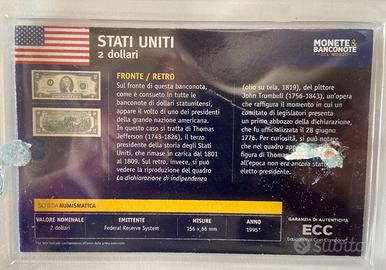 STATI UNITI
2 dollari
MONETE &
BANCONOTE
DEL MONDO
FRONTE / RETRO
Sul fronte di questa banconota,
come è consueto in tutte le
banconote di dollari statunitensi,
appare il volto di uno dei presidenti
della grande nazione americana.
In questo caso si tratta di Thomas
Jefferson (1743-1826), il terzo
presidente della storia degli Stati
Uniti, che rimase in carica dal 1801
al 1809. Sul retro, invece, si può
vedere la riproduzione del quadro
La dichiarazione di indipendenza
(olio su tela, 1819), del pittore
John Trumbull (1756-1843), un'opera
che raffigura il momento in cui un
comitato di legislatori presenta un
primo abbozzo della dichiarazione,
che fu ufficializzata il 28 giugno
1776. Per curiosità, si può
notare che nel quadro app
figura di Thomas
all'epoca non era ancora stato
eletto presidente.
SCHEDA NUMISMATICA
VALORE NOMINALE
2 dollari
EMITTENTE
Federal Reserve System
MISURE
156 x 66 mm
ANNO
1995*
GARANZIA DI AUTENTICITÀ
ECC
Educational Coin Company
Subito